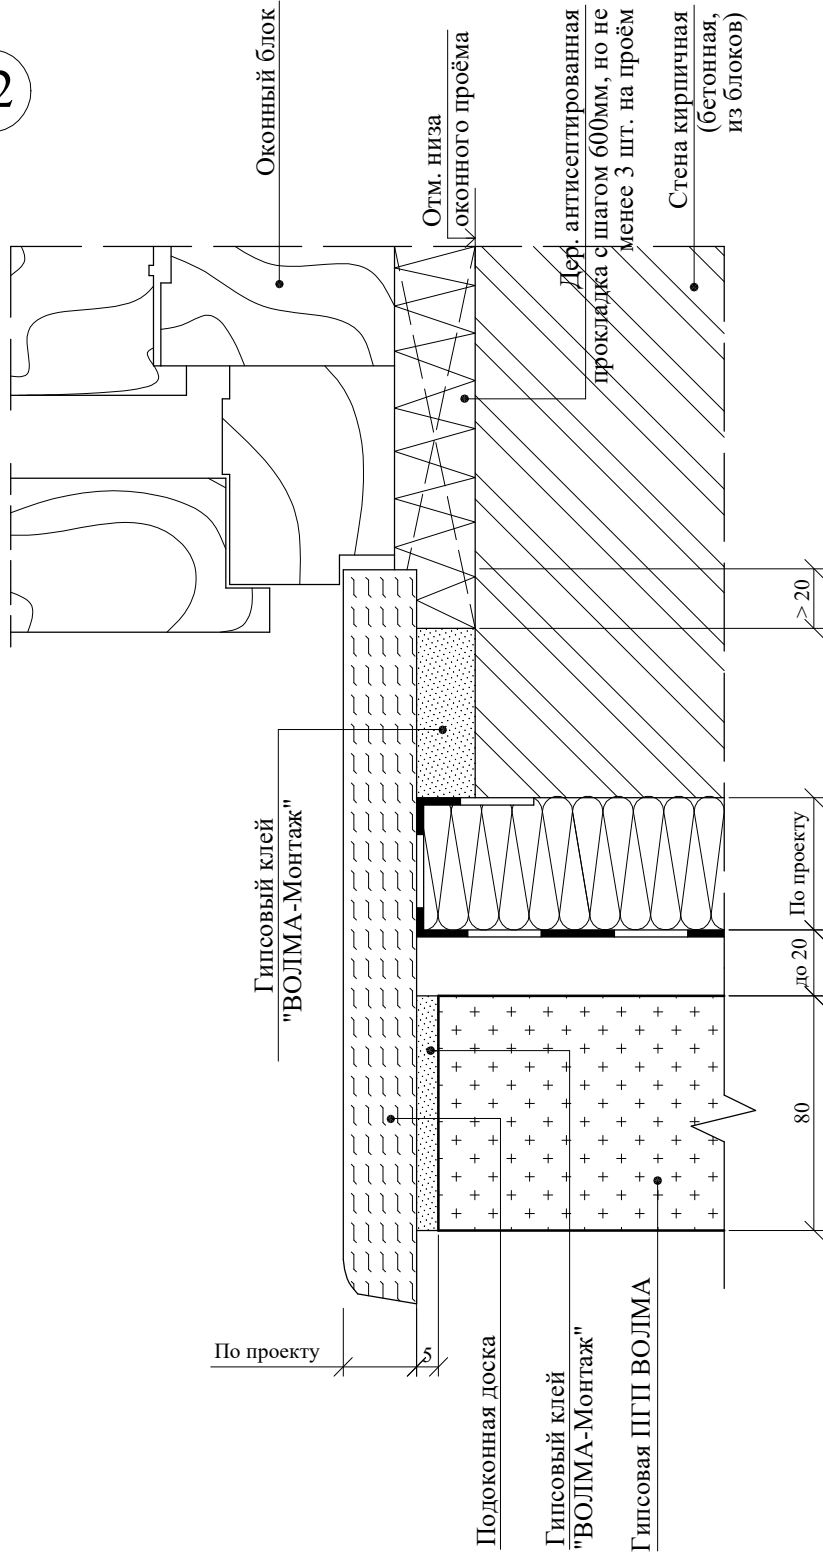 2
Оконный блок
Отм. низа
оконного проёма
Дер. антисептированная
прокладка с шагом 600мм, но не
менее 3 шт. на проём
Стена кирпичная
(бетонная,
из блоков)
Гипсовый клей
"ВОЛМА-Монтаж"
> 20
По проекту
до 20
80
По проекту
5
Подоконная доска
Гипсовый клей
"ВОЛМА-Монтаж"
Гипсовая ПГП ВОЛМА